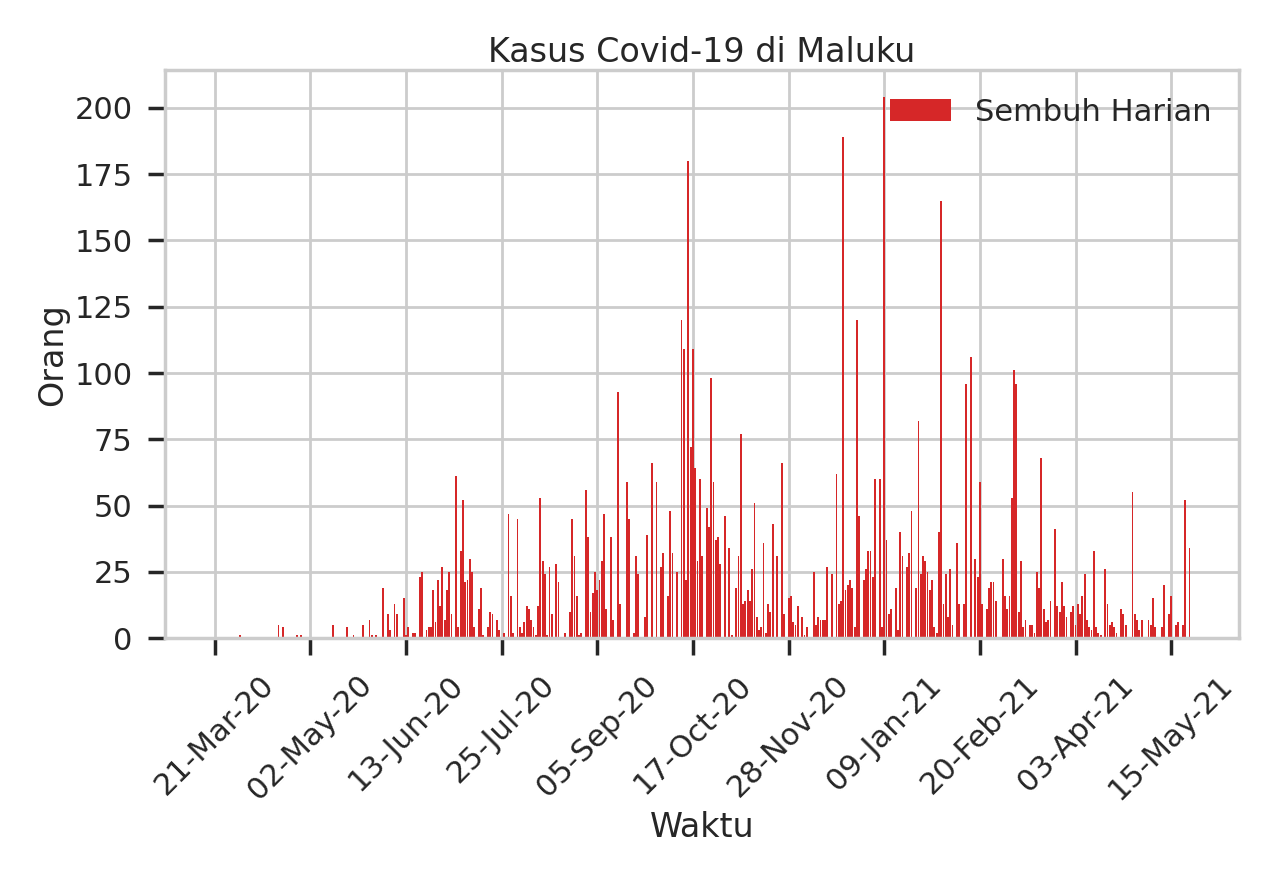 Kasus Covid-19 di Maluku
Sembuh Harian
200
175
150
125
100
75
50
25
0
Orang
21-Mar-20
02-May-20
13-Jun-20
25-Jul-20
05-Sep-20
17-Oct-20
28-Nov-20
09-Jan-21
20-Feb-21
03-Apr-21
15-May-21
Waktu